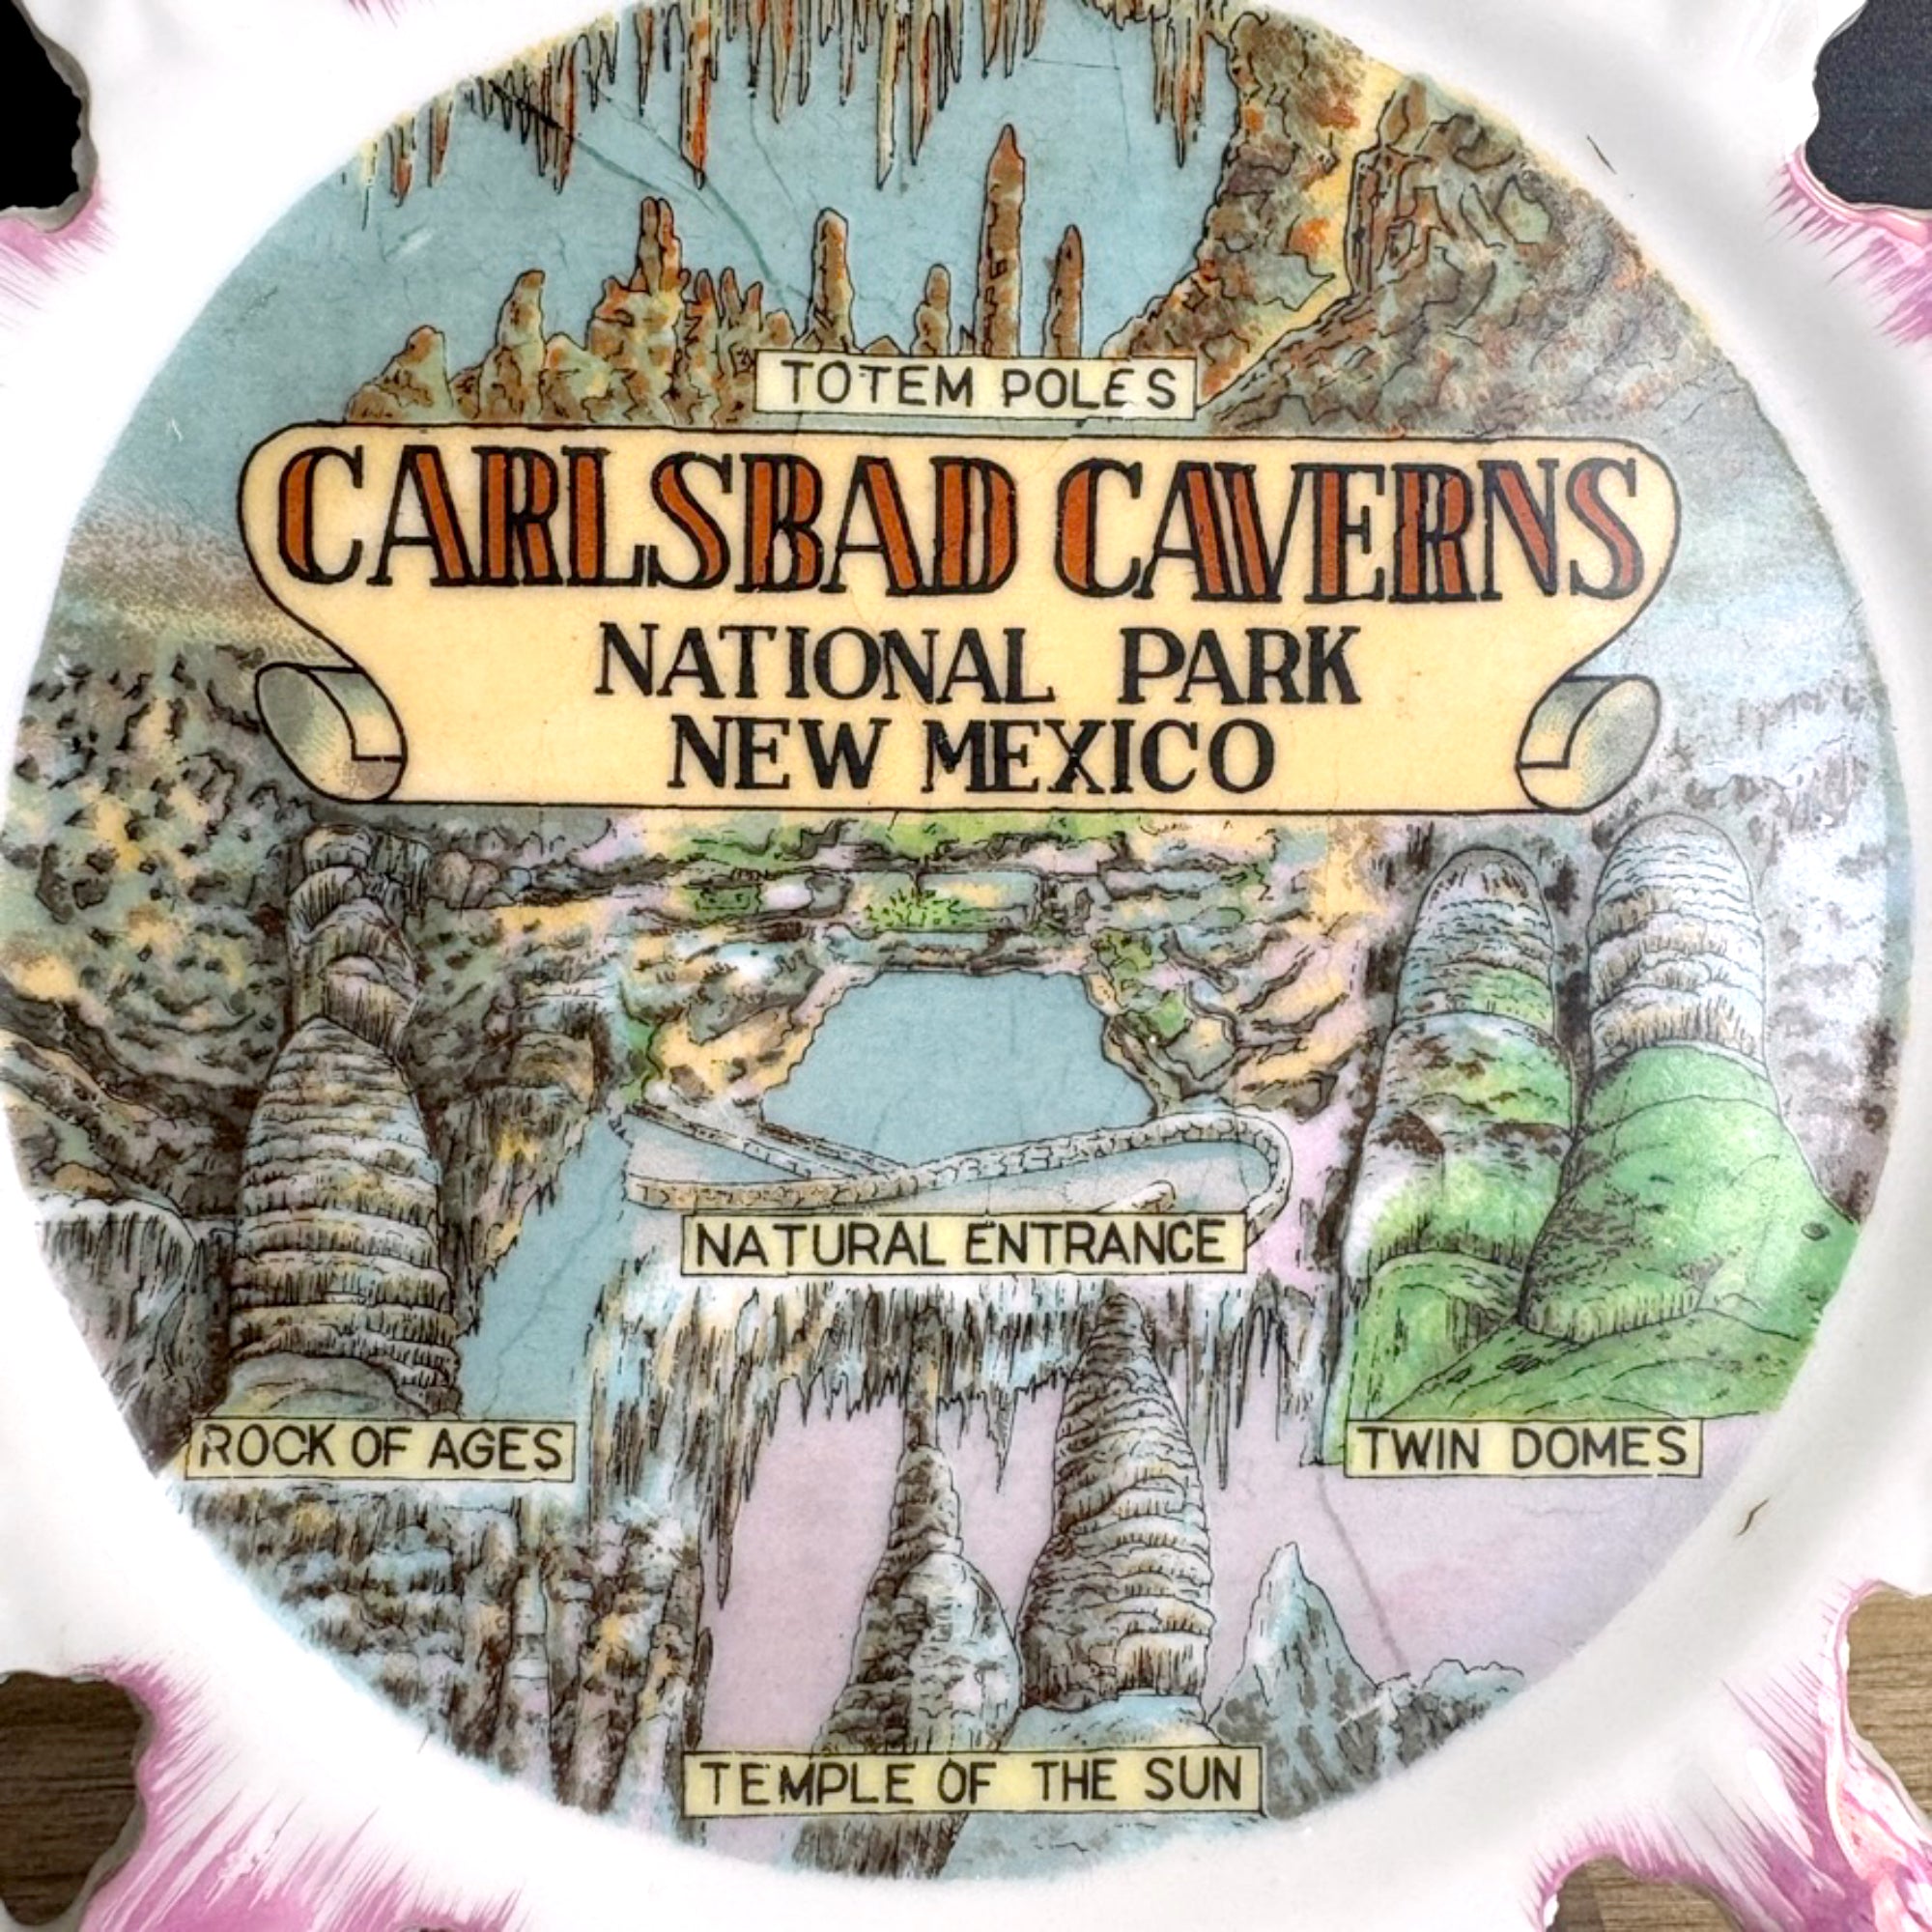 TOTEM POLES
CARLSBAD CAVERNS
NATIONAL PARK
NEW MEXICO
NATURAL ENTRANCE
ROCK OF AGES
TWIN DOMES
TEMPLE OF THE SUN